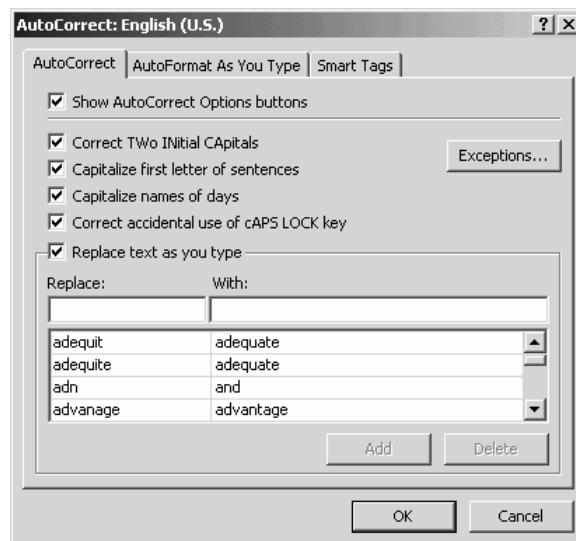 AutoCorrect: English (U.S.)
AutoCorrect AutoFormat As You Type Smart Tags
Show AutoCorrect Options buttons
Correct TWo INitial CApitals
Exceptions...
Capitalize first letter of sentences
Capitalize names of days
Correct accidental use of cAPS LOCK key
Replace text as you type
Replace: With:
adequit adequate
adequite adequate
adn and
advanage advantage
Add Delete
OK Cancel